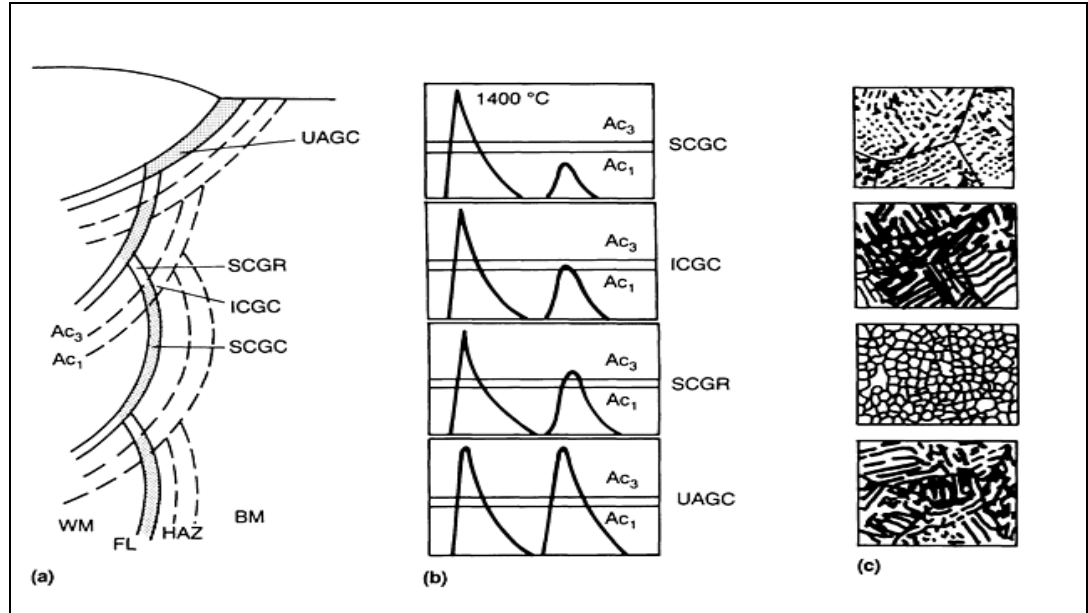 UAGC
SCGR
ICGC
Ac3
SCGC
Ac1
WM
FL
HAZ
BM
(a)
1400 °C
Ac3
Ac1
SCGC
Ac3
Ac1
ICGC
Ac3
Ac1
SCGR
Ac3
Ac1
UAGC
(b)
(c)